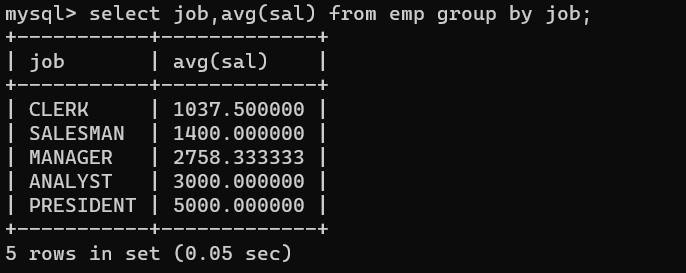 mysql> select job,avg(sal) from emp group by job;
+-----------+-------------+
| job       | avg(sal)    |
+-----------+-------------+
| CLERK     | 1037.500000 |
| SALESMAN  | 1400.000000 |
| MANAGER   | 2758.333333 |
| ANALYST   | 3000.000000 |
| PRESIDENT | 5000.000000 |
+-----------+-------------+
5 rows in set (0.05 sec)